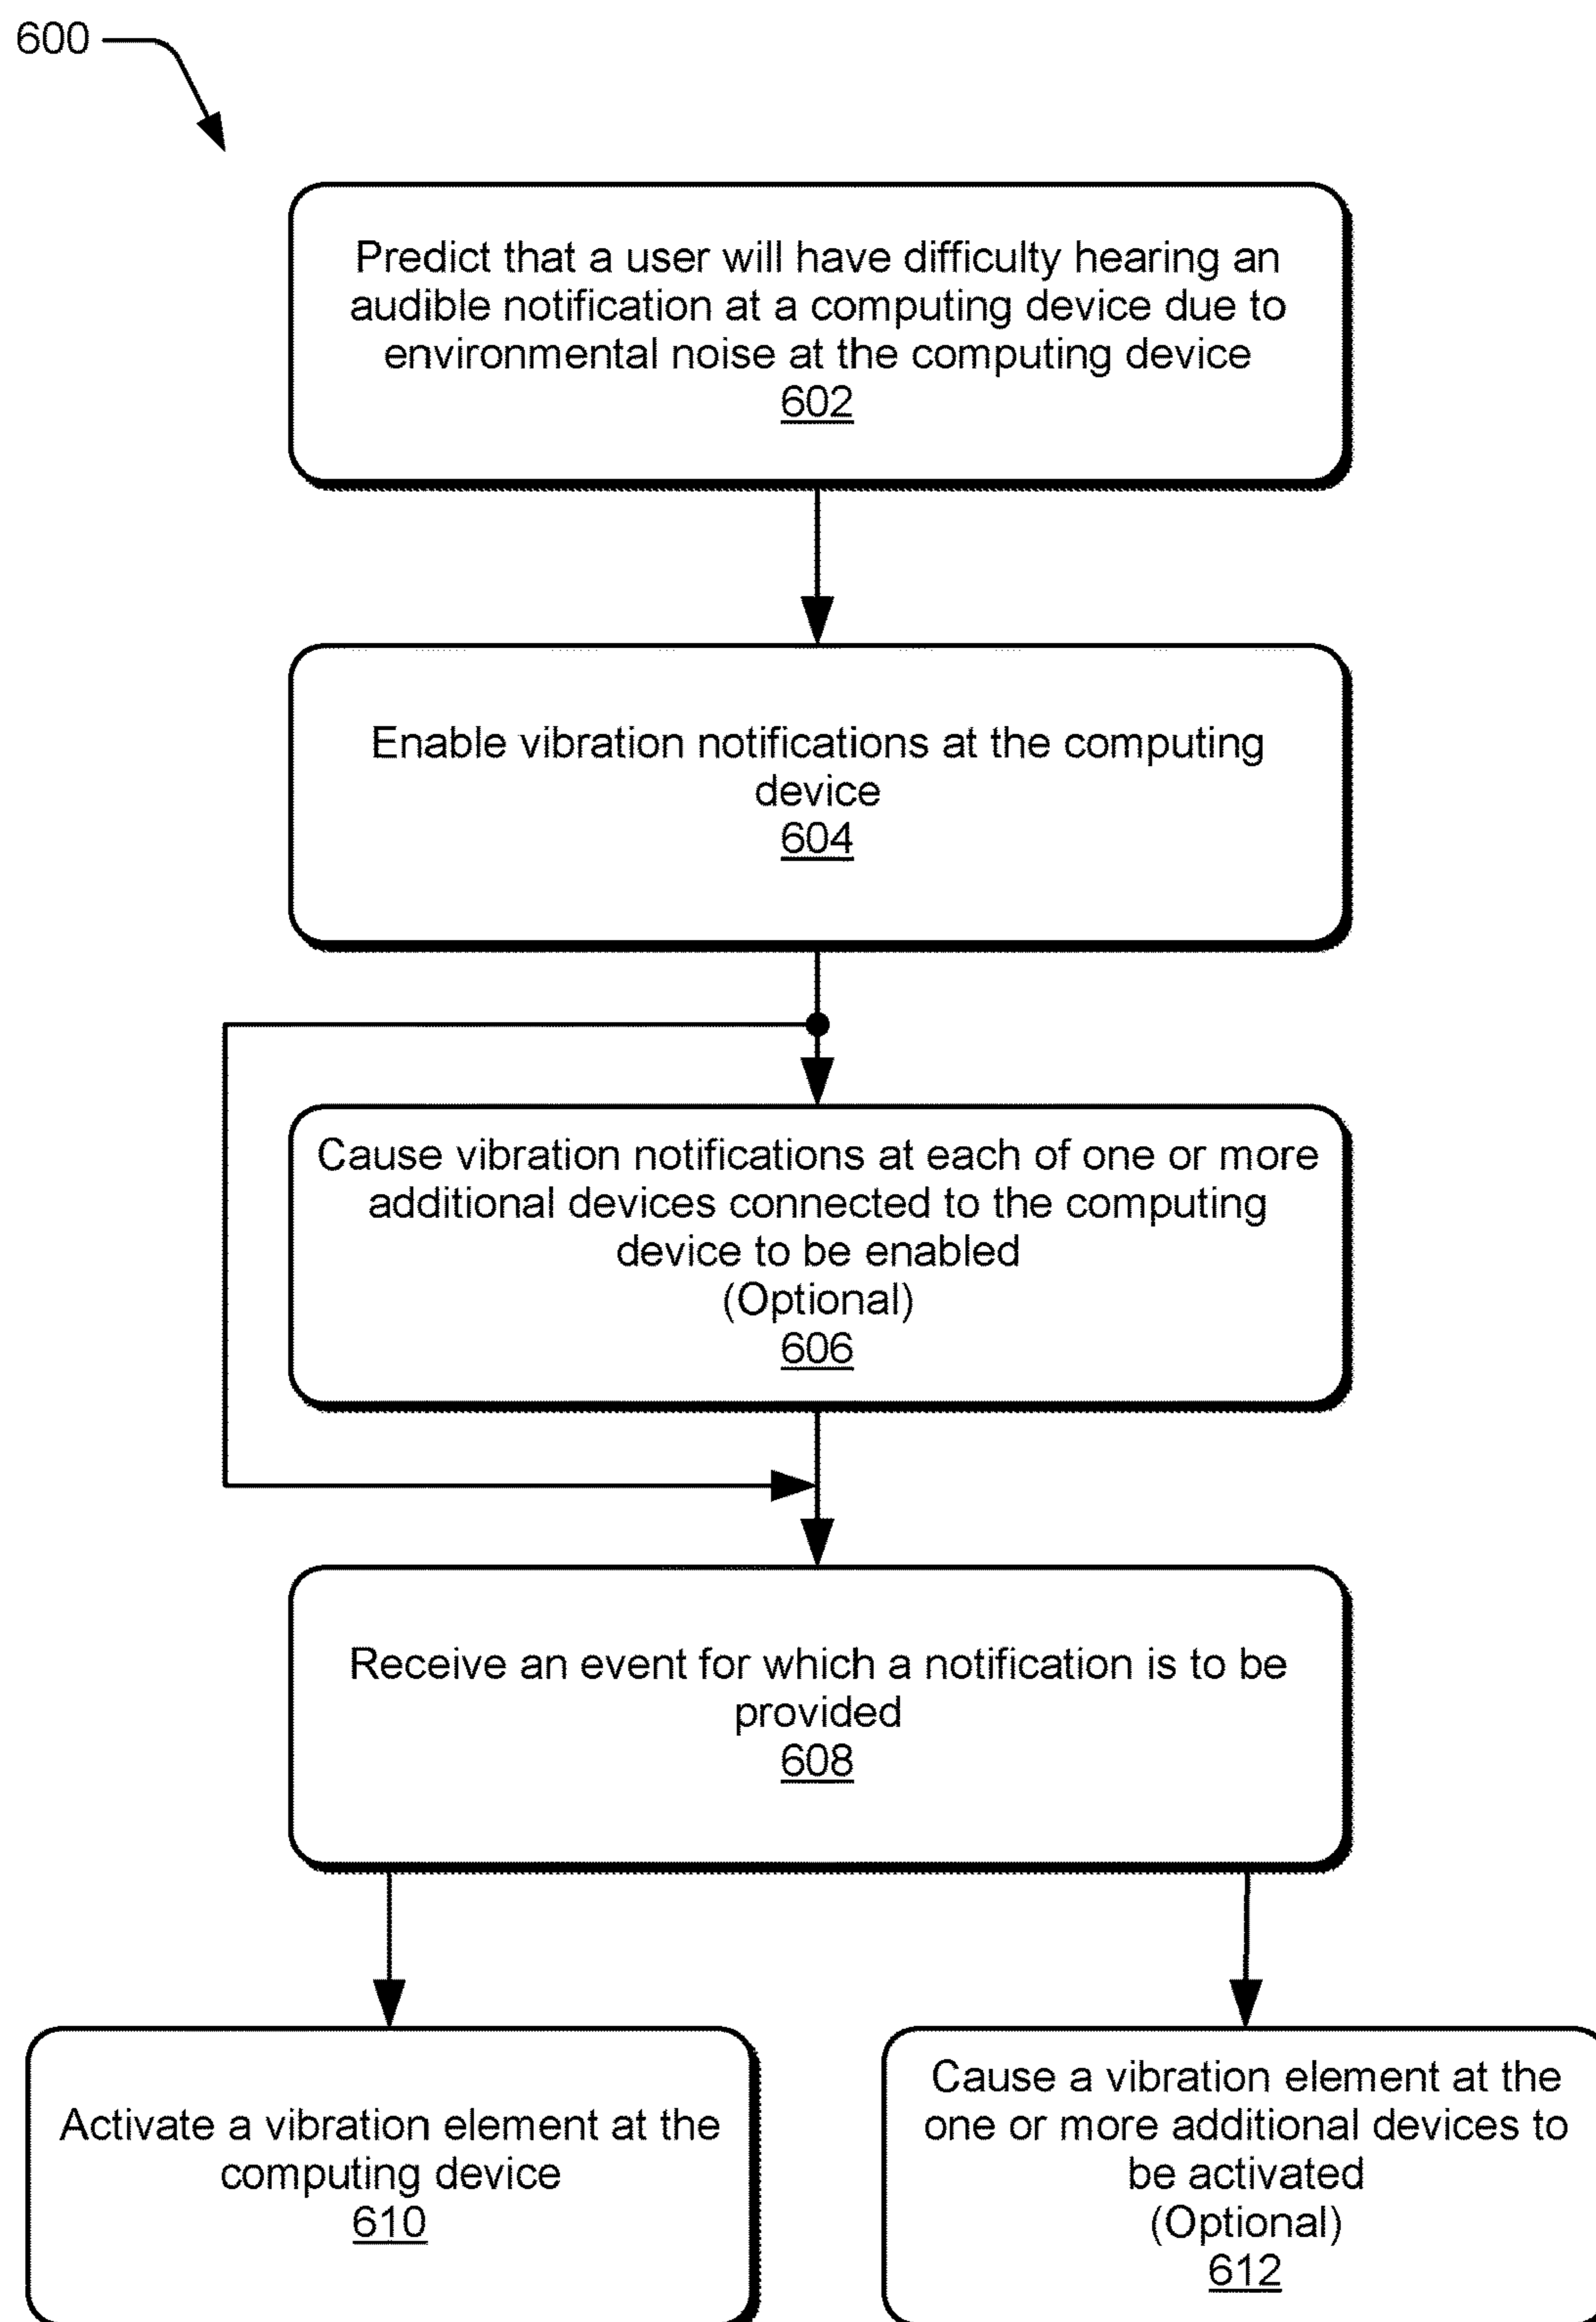 600
Predict that a user will have difficulty hearing an
audible notification at a computing device due to
environmental noise at the computing device
602
Enable vibration notifications at the computing
device
604
Cause vibration notifications at each of one or more
additional devices connected to the computing
device to be enabled
(Optional)
606
Receive an event for which a notification is to be
provided
608
Activate a vibration element at the
computing device
610
Cause a vibration element at the
one or more additional devices to
be activated
(Optional)
612